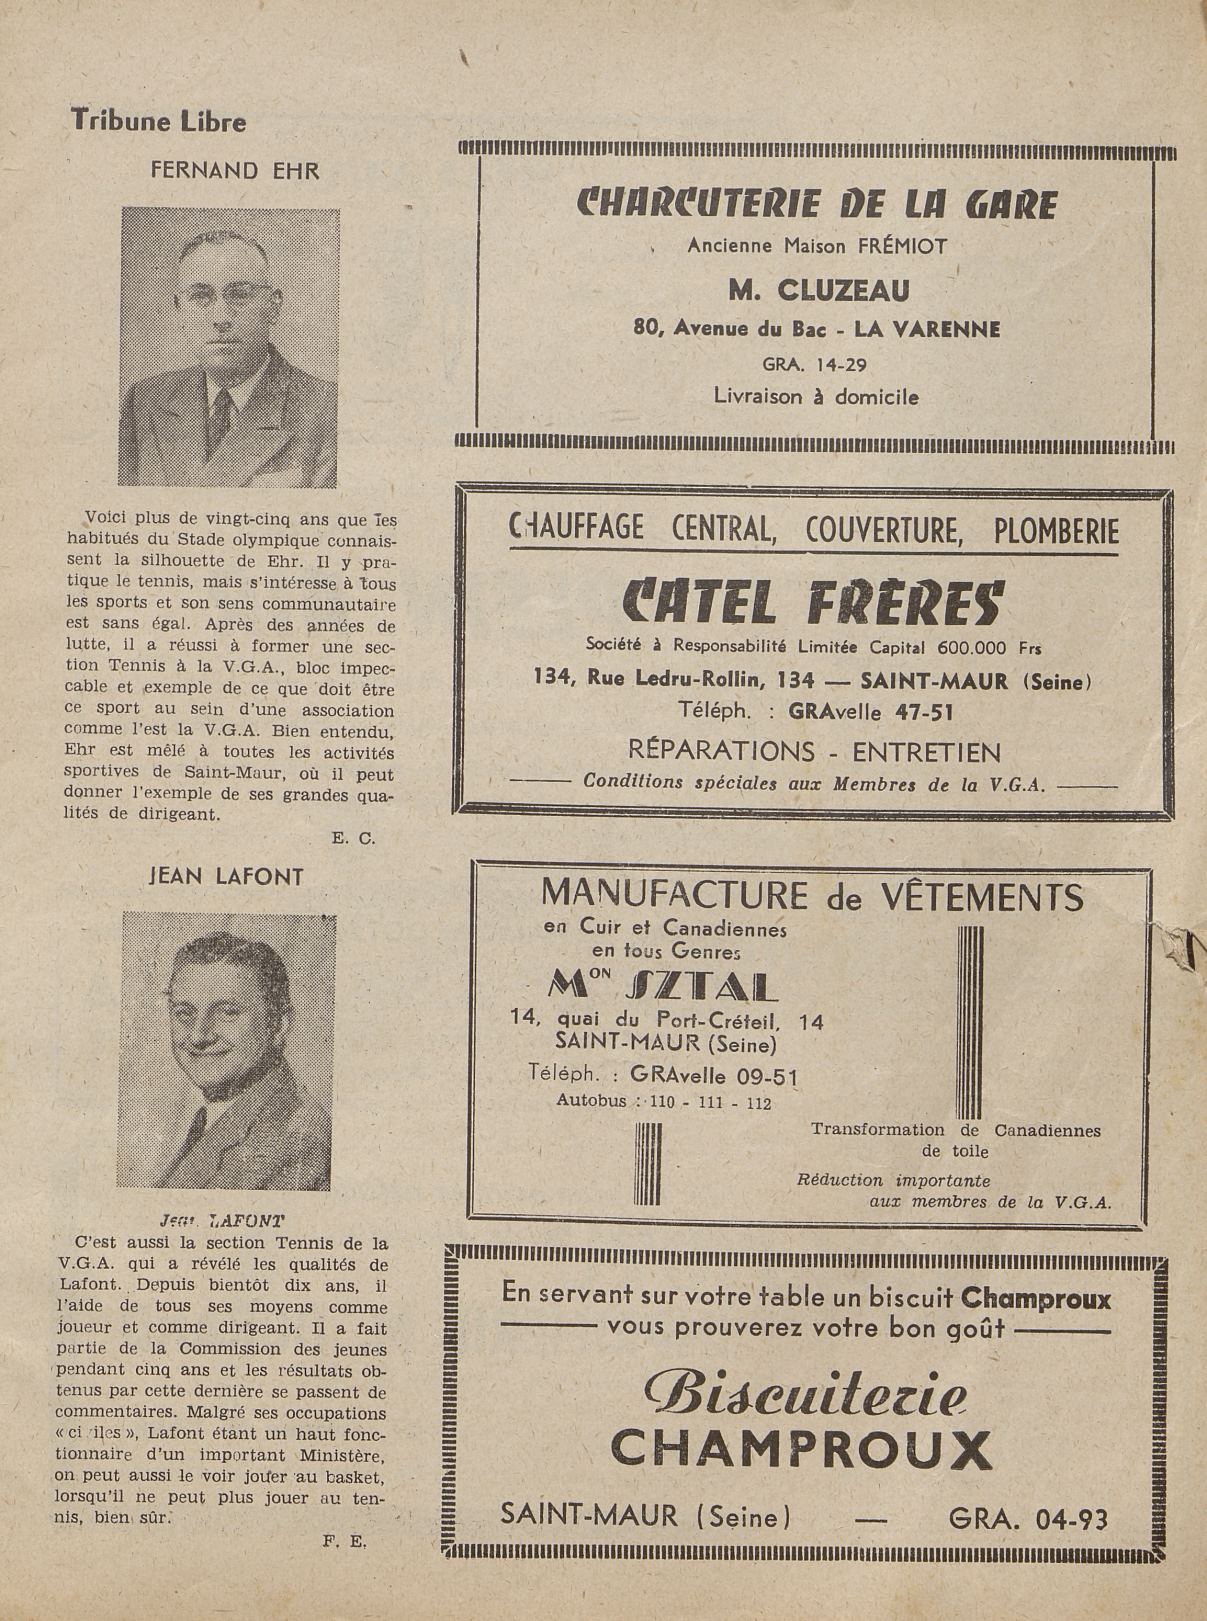 Tribune Libre
FERNAND EHR
Voici plus de vingt-cinq ans que les
habitués du Stade olympique connais-
sent la silhouette de Ehr. Il y pra-
tique le tennis, mais s'intéresse à tous
les sports et son sens communautaire
est sans égal. Après des années de
lutte, il a réussi à former une sec-
tion Tennis à la V.G.A., bloc impec-
cable et exemple de ce que doit être
ce sport au sein d'une association
comme l'est la V.G.A. Bien entendu,
Ehr est mêlé à toutes les activités
sportives de Saint-Maur, où il peut
donner l'exemple de ses grandes qua-
lités de dirigeant.
E. C.
JEAN LAFONT
Jean LAFONT
C'est aussi la section Tennis de la
V.G.A. qui a révélé les qualités de
Lafont. Depuis bientôt dix ans, il
l'aide de tous ses moyens comme
joueur et comme dirigeant. Il a fait
partie de la Commission des jeunes
pendant cinq ans et les résultats ob-
tenus par cette dernière se passent de
commentaires. Malgré ses occupations
« ci iles », Lafont étant un haut fonc-
tionnaire d'un important Ministère,
on peut aussi le voir jouer au basket,
lorsqu'il ne peut plus jouer au ten-
nis, bien sûr.
F. E.
CHARCUTERIE DE LA GARE
Ancienne Maison FRÉMIOT
M. CLUZEAU
80, Avenue du Bac - LA VARENNE
GRA. 14-29
Livraison à domicile
CHAUFFAGE CENTRAL, COUVERTURE, PLOMBERIE
CATEL FRÈRES
Société à Responsabilité Limitée Capital 600.000 Frs
134, Rue Ledru-Rollin, 134 — SAINT-MAUR (Seine)
Téléph. : GRAvelle 47-51
RÉPARATIONS - ENTRETIEN
Conditions spéciales aux Membres de la V.G.A.
MANUFACTURE de VÊTEMENTS
en Cuir et Canadiennes
en tous Genres
Mon SZTAL
14, quai du Port-Créteil, 14
SAINT-MAUR (Seine)
Téléph. : GRAvelle 09-51
Autobus : 110 - 111 - 112
Transformation de Canadiennes
de toile
Réduction importante
aux membres de la V.G.A.
En servant sur votre table un biscuit Champroux
vous prouverez votre bon goût
Biscuiterie
CHAMPROUX
SAINT-MAUR (Seine) — GRA. 04-93